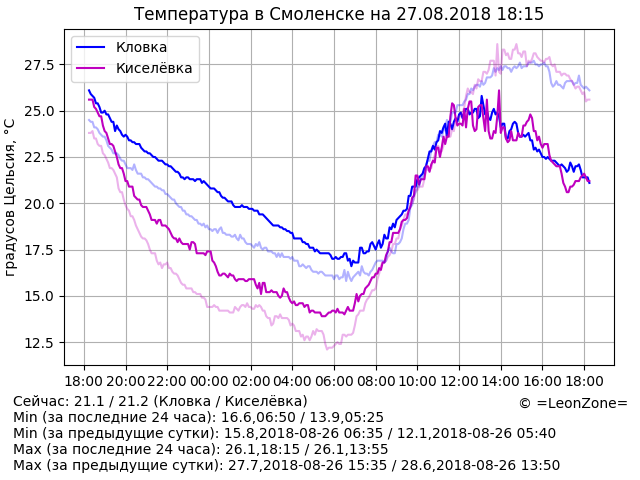 Температура в Смоленске на 27.08.2018 18:15
Кловка
Киселёвка
градусов Цельсия, °C
27.5
25.0
22.5
20.0
17.5
15.0
12.5
18:00 20:00 22:00 00:00 02:00 04:00 06:00 08:00 10:00 12:00 14:00 16:00 18:00
Сейчас: 21.1 / 21.2 (Кловка / Киселёвка)
© =LeonZone=
Min (за последние 24 часа): 16.6,06:50 / 13.9,05:25
Min (за предыдущие сутки): 15.8,2018-08-26 06:35 / 12.1,2018-08-26 05:40
Max (за последние 24 часа): 26.1,18:15 / 26.1,13:55
Max (за предыдущие сутки): 27.7,2018-08-26 15:35 / 28.6,2018-08-26 13:50